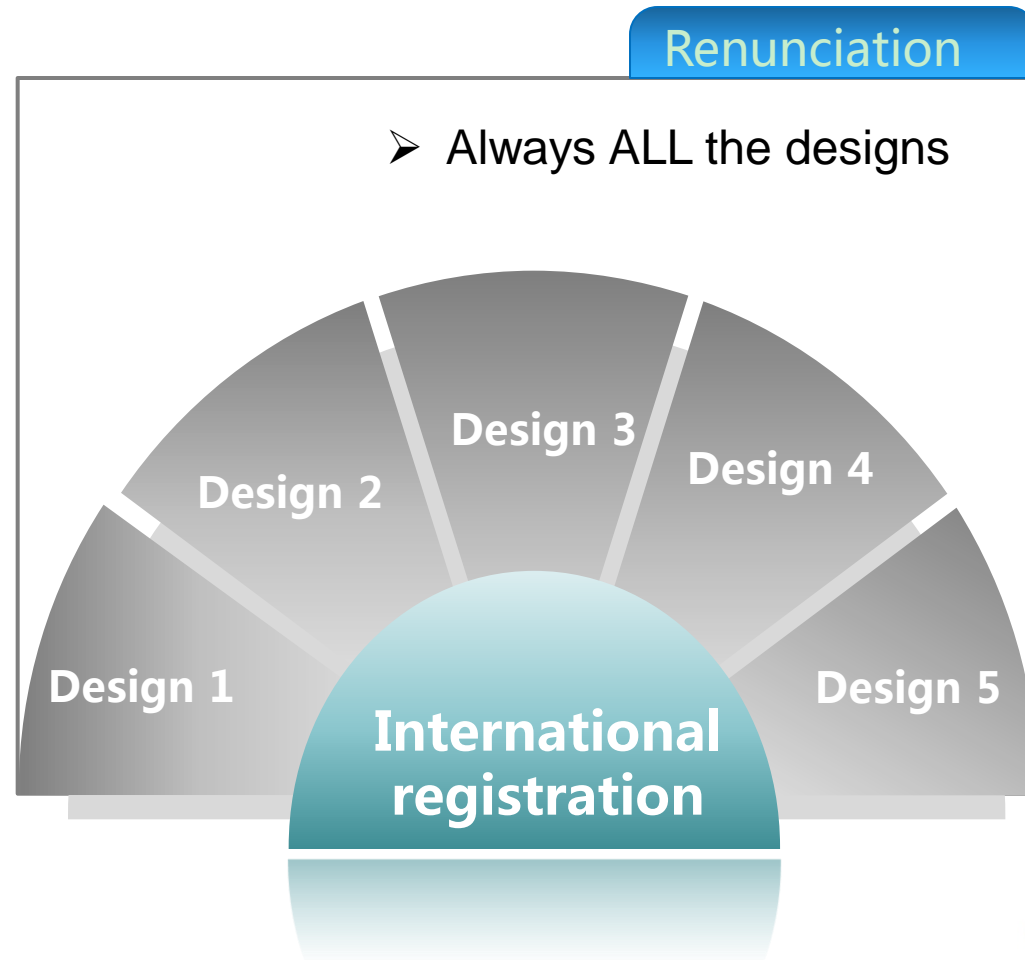 Renunciation
➢ Always ALL the designs
Design 1
Design 2
Design 3
Design 4
Design 5
International
registration